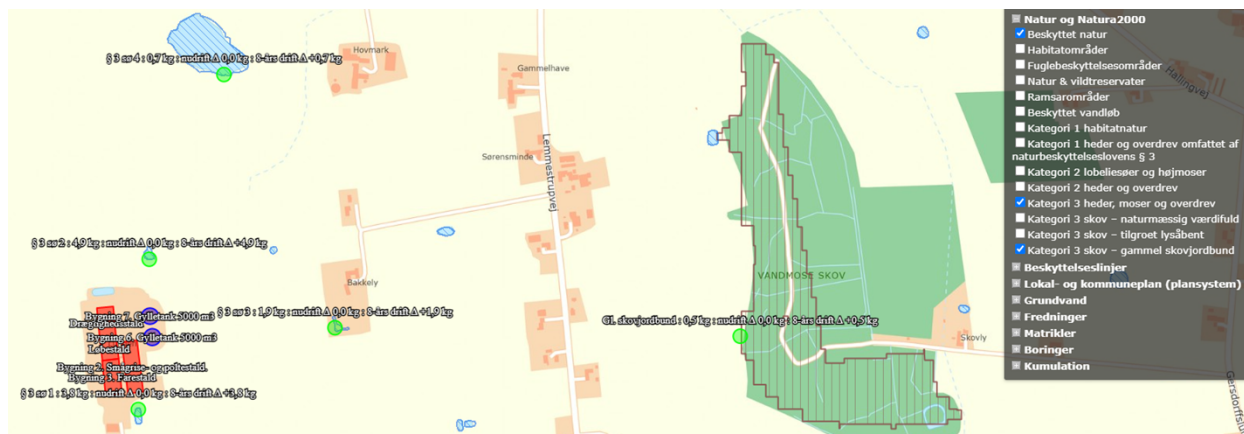 Natur og Natura2000
Beskyttet natur
Habitatområder
Fuglebeskyttelsesområder
Natur & vildtreservater
Ramsarområder
Beskyttet vandløb
Kategori 1 habitatnatur
Kategori 1 heder og overdrev omfattet af
naturbeskyttelseslovens § 3
Kategori 2 lobeliesøer og højmoser
Kategori 2 heder og overdrev
Kategori 3 heder, moser og overdrev
Kategori 3 skov – naturmæssig værdifuld
Kategori 3 skov – tilgroet lysåbent
Kategori 3 skov – gammel skovjordbund
Beskyttelseslinjer
Lokal- og kommuneplan (plansystem)
Grundvand
Fredninger
Matrikler
Boringer
Kumulation
Hovmark
§ 3 sø 4 : 0,7 kg : nudrift Δ 0,0 kg : 8-års drift Δ +0,7 kg
Gammelhave
Hallingvej
Lemmestrupvej
Sørensminde
§ 3 sø 2 : 4,9 kg : nudrift Δ 0,0 kg : 8-års drift Δ +4,9 kg
Bakkely
VANDMOSE SKOV
§ 3 sø 3 : 1,9 kg : nudrift Δ 0,0 kg : 8-års drift Δ +1,9 kg
Bygning 7. Gylletank 5000 m3
Drægtighedsstald
Gl. skovjordbund : 0,5 kg : nudrift Δ 0,0 kg : 8-års drift Δ +0,5 kg
Bygning 6. Gylletank 5000 m3
Løbestald
Skovly
Bygning 2. Smågrise- og poltestald.
Bygning 3. Farestald
§ 3 sø 1 : 3,8 kg : nudrift Δ 0,0 kg : 8-års drift Δ +3,8 kg